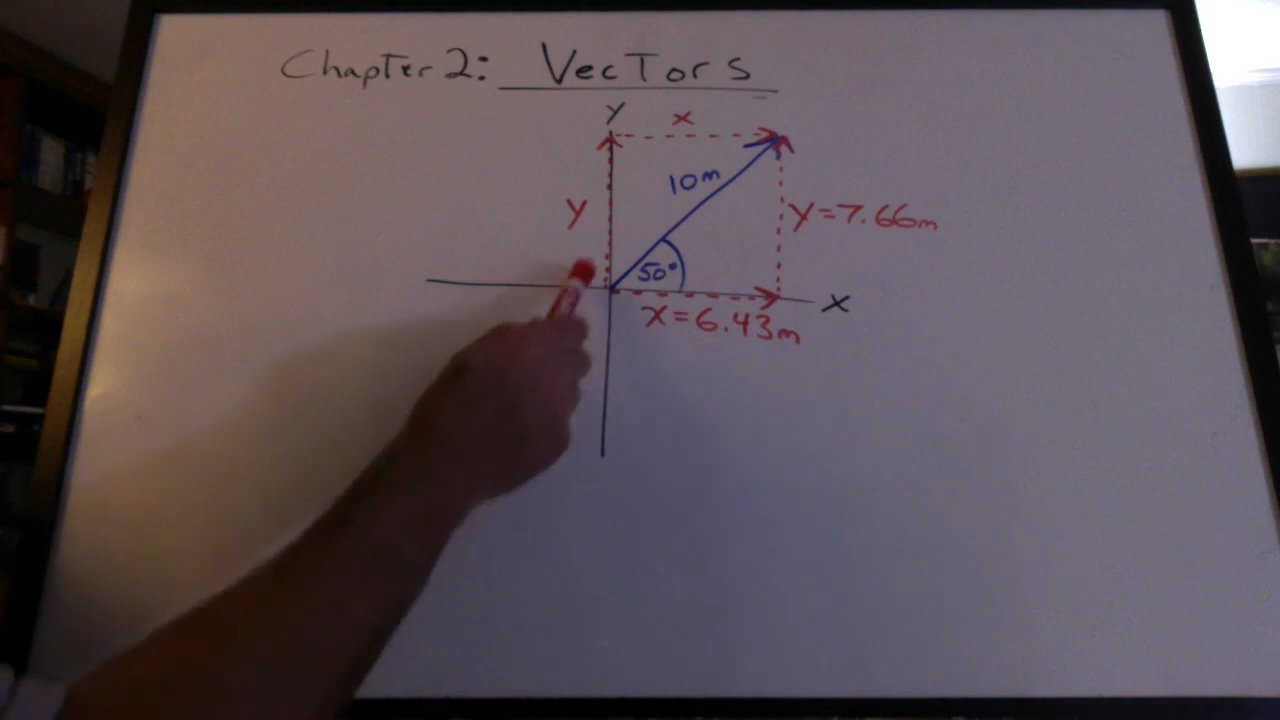 Chapter 2: Vectors
y
x
10m
y
y=7.66m
50°
x
x=6.43m